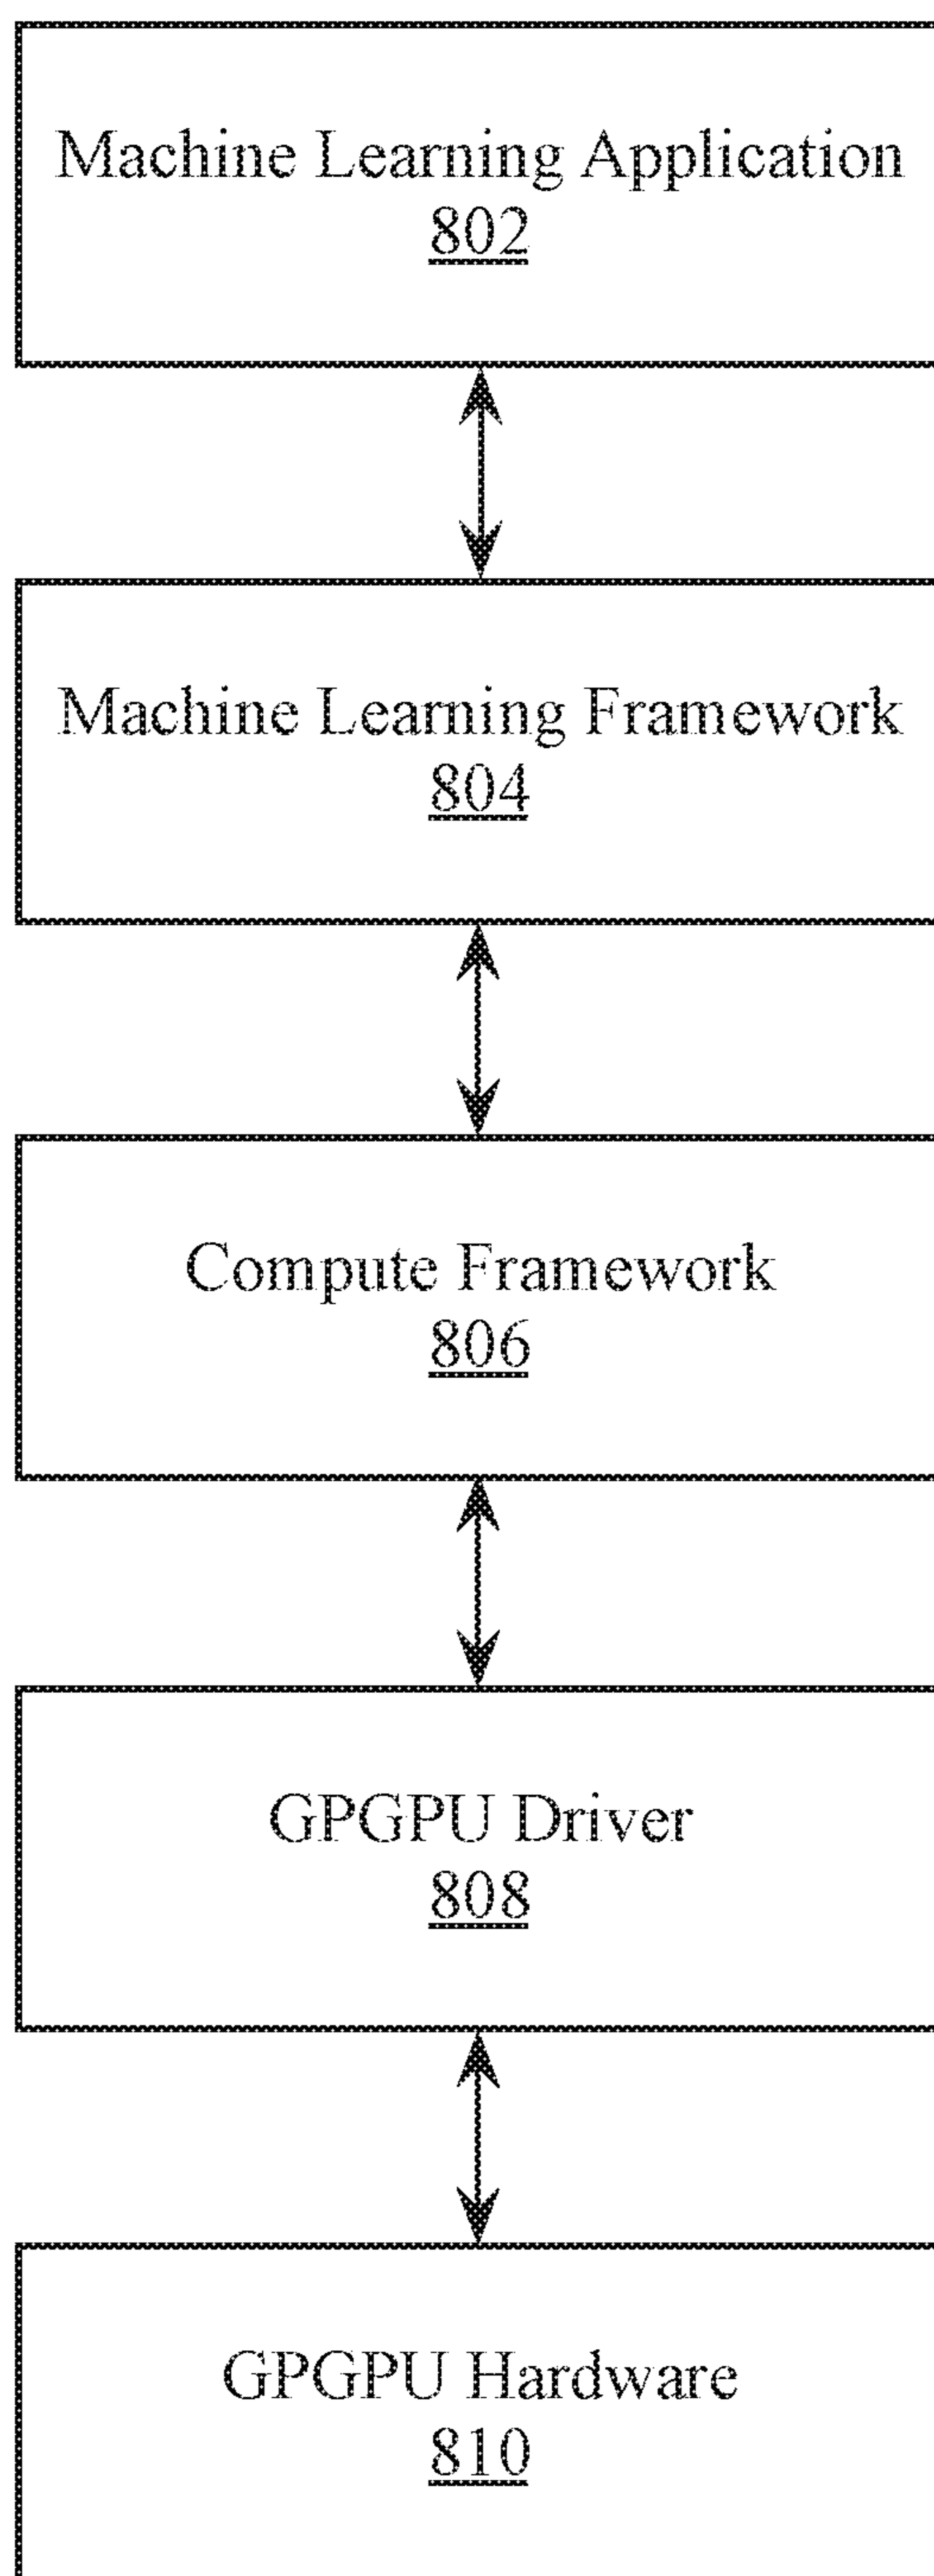 Machine Learning Application
802
Machine Learning Framework
804
Compute Framework
806
GPGPU Driver
808
GPGPU Hardware
810